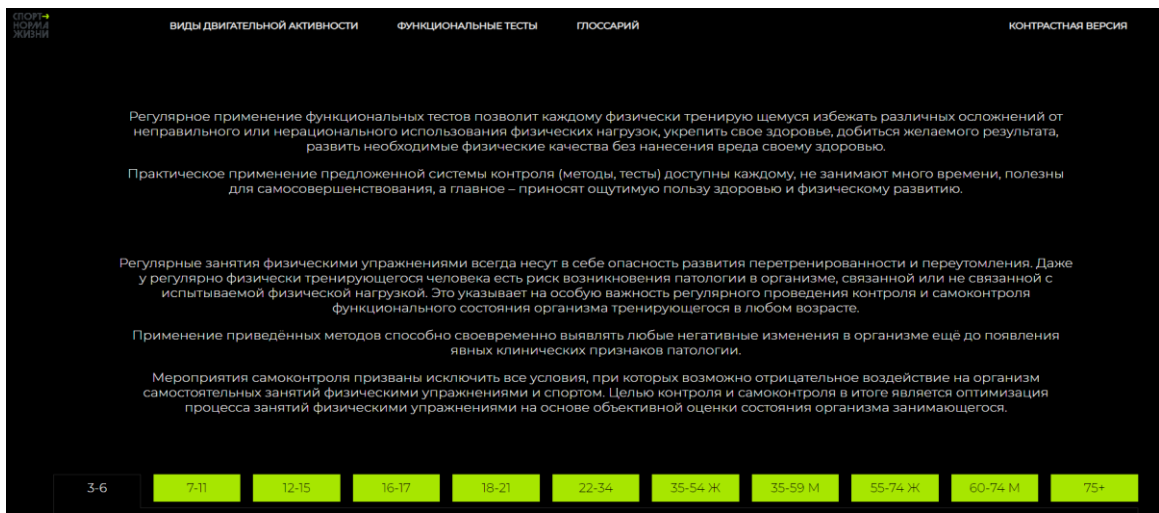 СПОРТ
НОРМА
ЖИЗНИ
ВИДЫ ДВИГАТЕЛЬНОЙ АКТИВНОСТИ
ФУНКЦИОНАЛЬНЫЕ ТЕСТЫ
ГЛОССАРИЙ
КОНТРАСТНАЯ ВЕРСИЯ
Регулярное применение функциональных тестов позволит каждому физически тренирую щемуся избежать различных осложнений от
неправильного или нерационального использования физических нагрузок, укрепить свое здоровье, добиться желаемого результата,
развить необходимые физические качества без нанесения вреда своему здоровью.
Практическое применение предложенной системы контроля (методы, тесты) доступны каждому, не занимают много времени, полезны
для самосовершенствования, а главное – приносят ощутимую пользу здоровью и физическому развитию.
Регулярные занятия физическими упражнениями всегда несут в себе опасность развития перетренированности и переутомления. Даже
у регулярно физически тренирующегося человека есть риск возникновения патологии в организме, связанной или не связанной с
испытываемой физической нагрузкой. Это указывает на особую важность регулярного проведения контроля и самоконтроля
функционального состояния организма тренирующегося в любом возрасте.
Применение приведённых методов способно своевременно выявлять любые негативные изменения в организме ещё до появления
явных клинических признаков патологии.
Мероприятия самоконтроля призваны исключить все условия, при которых возможно отрицательное воздействие на организм
самостоятельных занятий физическими упражнениями и спортом. Целью контроля и самоконтроля в итоге является оптимизация
процесса занятий физическими упражнениями на основе объективной оценки состояния организма занимающегося.
3-6
7-11
12-15
16-17
18-21
22-34
35-54 Ж
35-59 М
55-74 Ж
60-74 М
75+